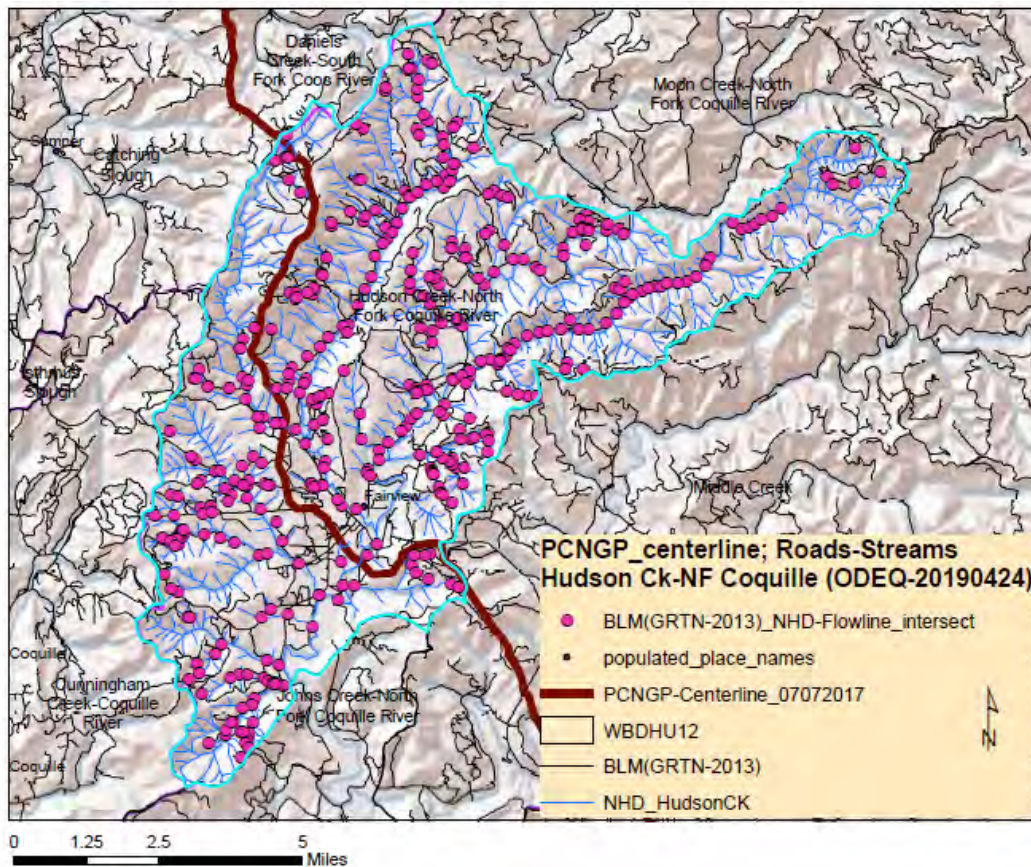 Daniels
Creek-South
Fork Coos River
Moon Creek-North
Fork Coquille River
Sumner
Catching
Slough
Hudson Creek-North
Fork Coquille River
Isthmus
Slough
Fairview
Middle Creek
Coquille
Cunningham
Creek-Coquille
River
Johns Creek-North
Fork Coquille River
Coquille
PCNGP_centerline; Roads-Streams
Hudson Ck-NF Coquille (ODEQ-20190424)
BLM(GRTN-2013)_NHD-Flowline_intersect
populated_place_names
PCNGP-Centerline_07072017
WBDHU12
BLM(GRTN-2013)
NHD_HudsonCK
N
0 1.25 2.5 5
Miles